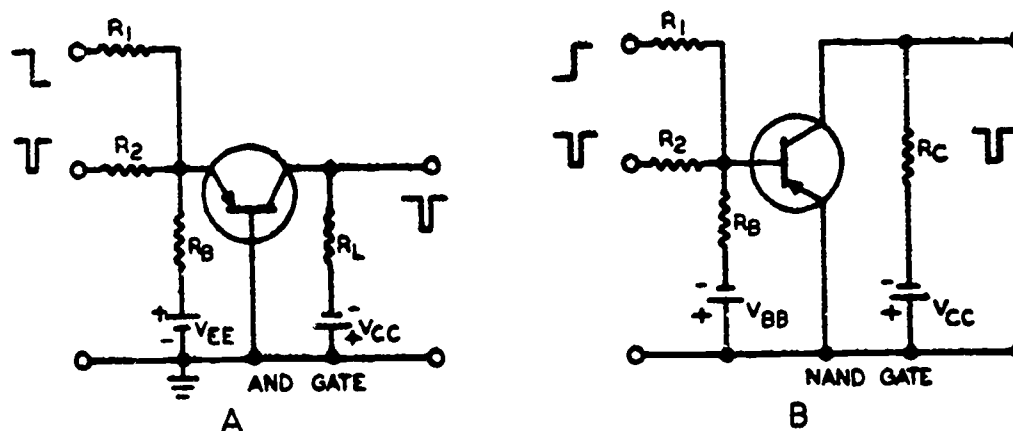 R1
R2
RB
RL
+
-
VEE
-
+
VCC
AND GATE
A
R1
R2
RB
RC
-
+
VBB
-
+
VCC
NAND GATE
B